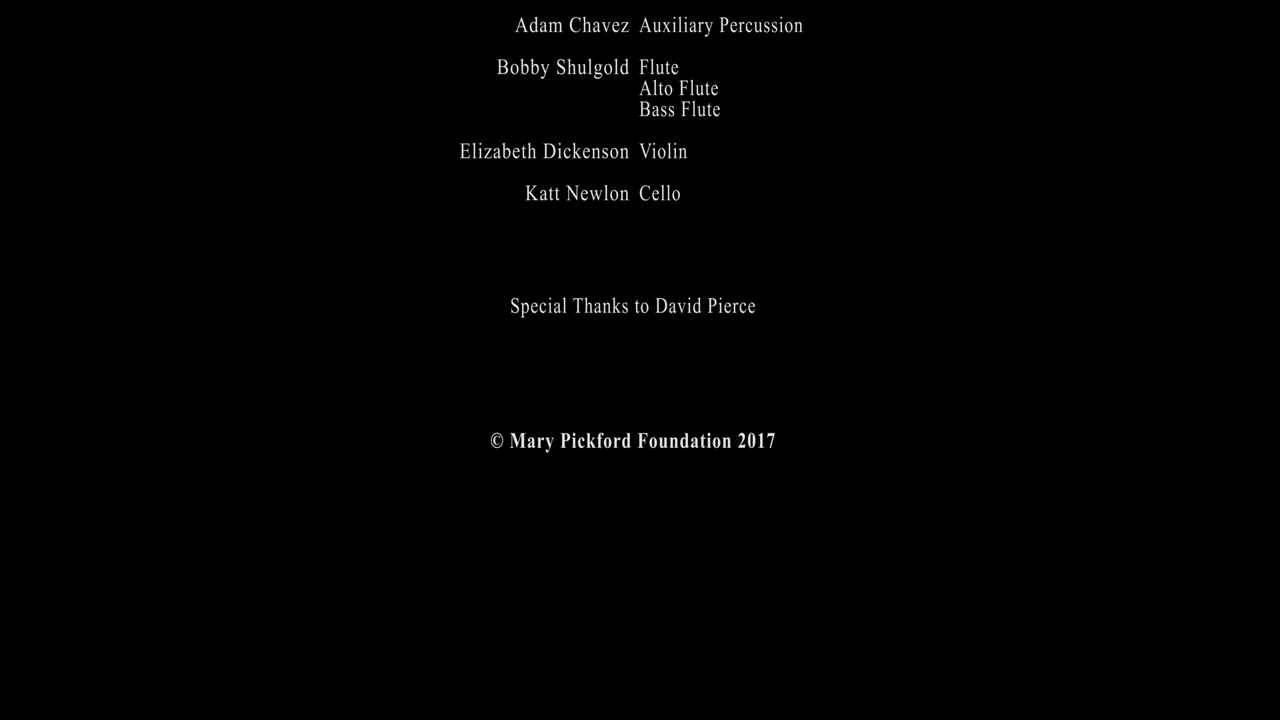 Adam Chavez Auxiliary Percussion
Bobby Shulgold Flute
Alto Flute
Bass Flute
Elizabeth Dickenson Violin
Katt Newlon Cello
Special Thanks to David Pierce
© Mary Pickford Foundation 2017